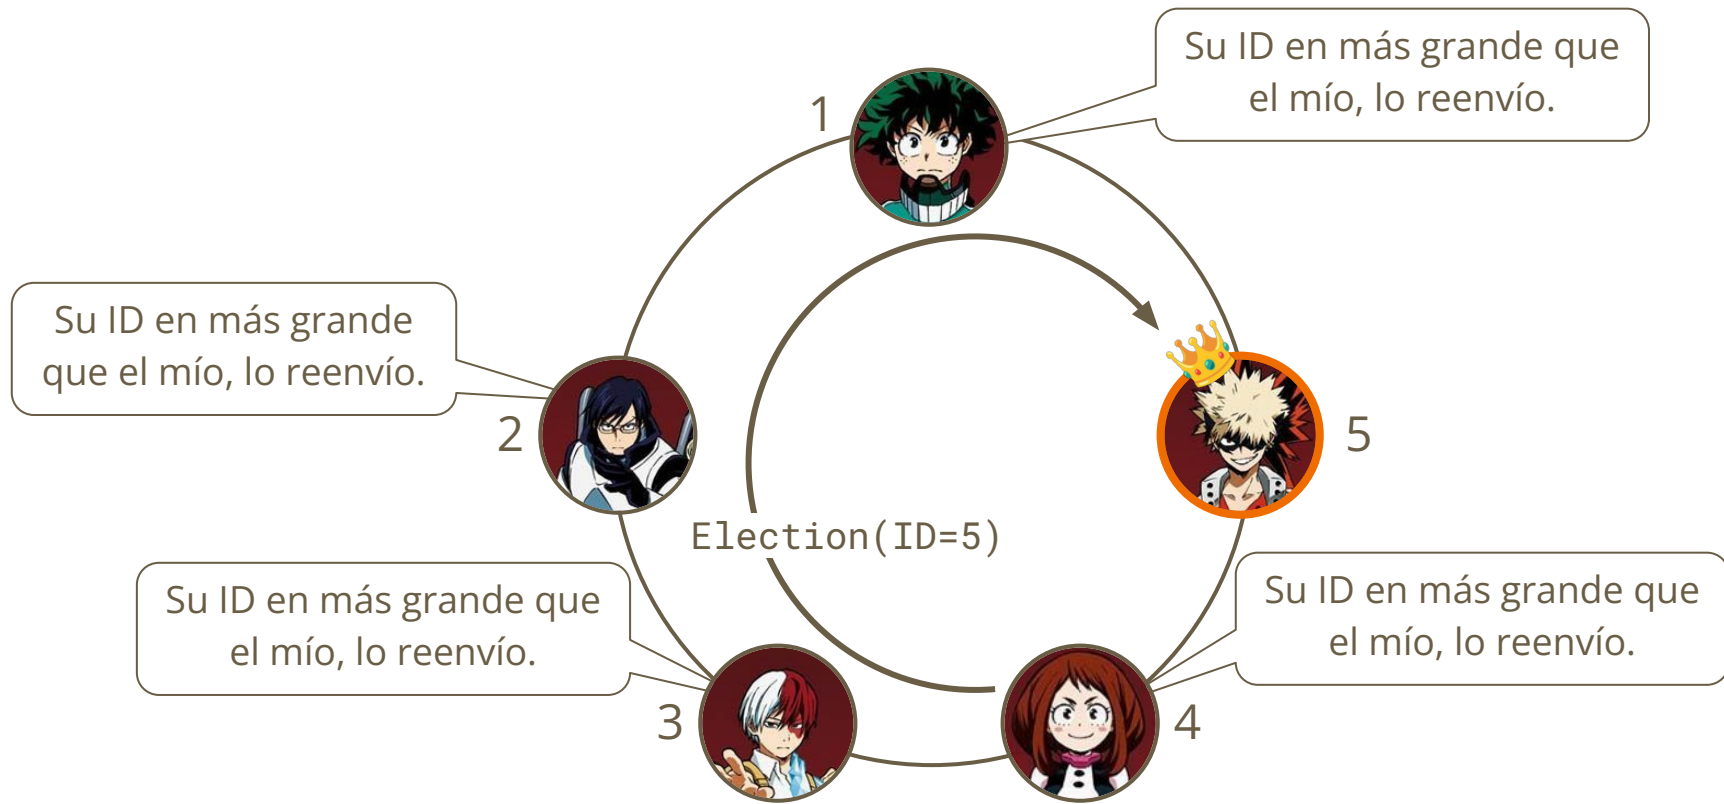 Su ID en más grande que
el mío, lo reenvío.
1
Su ID en más grande
que el mío, lo reenvío.
2
5
Election(ID=5)
Su ID en más grande que
el mío, lo reenvío.
Su ID en más grande que
el mío, lo reenvío.
3
4